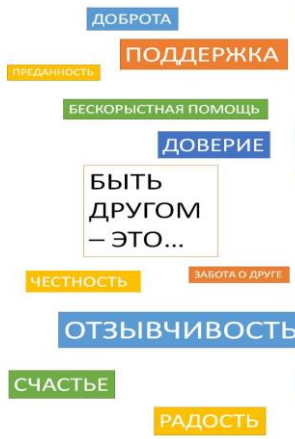 ДОБРОТА
ПОДДЕРЖКА
ПРЕДАННОСТЬ
БЕСКОРЫСТНАЯ ПОМОЩЬ
ДОВЕРИЕ
БЫТЬ
ДРУГОМ
– ЭТО...
ЗАБОТА О ДРУГЕ
ЧЕСТНОСТЬ
ОТЗЫВЧИВОСТЬ
СЧАСТЬЕ
РАДОСТЬ